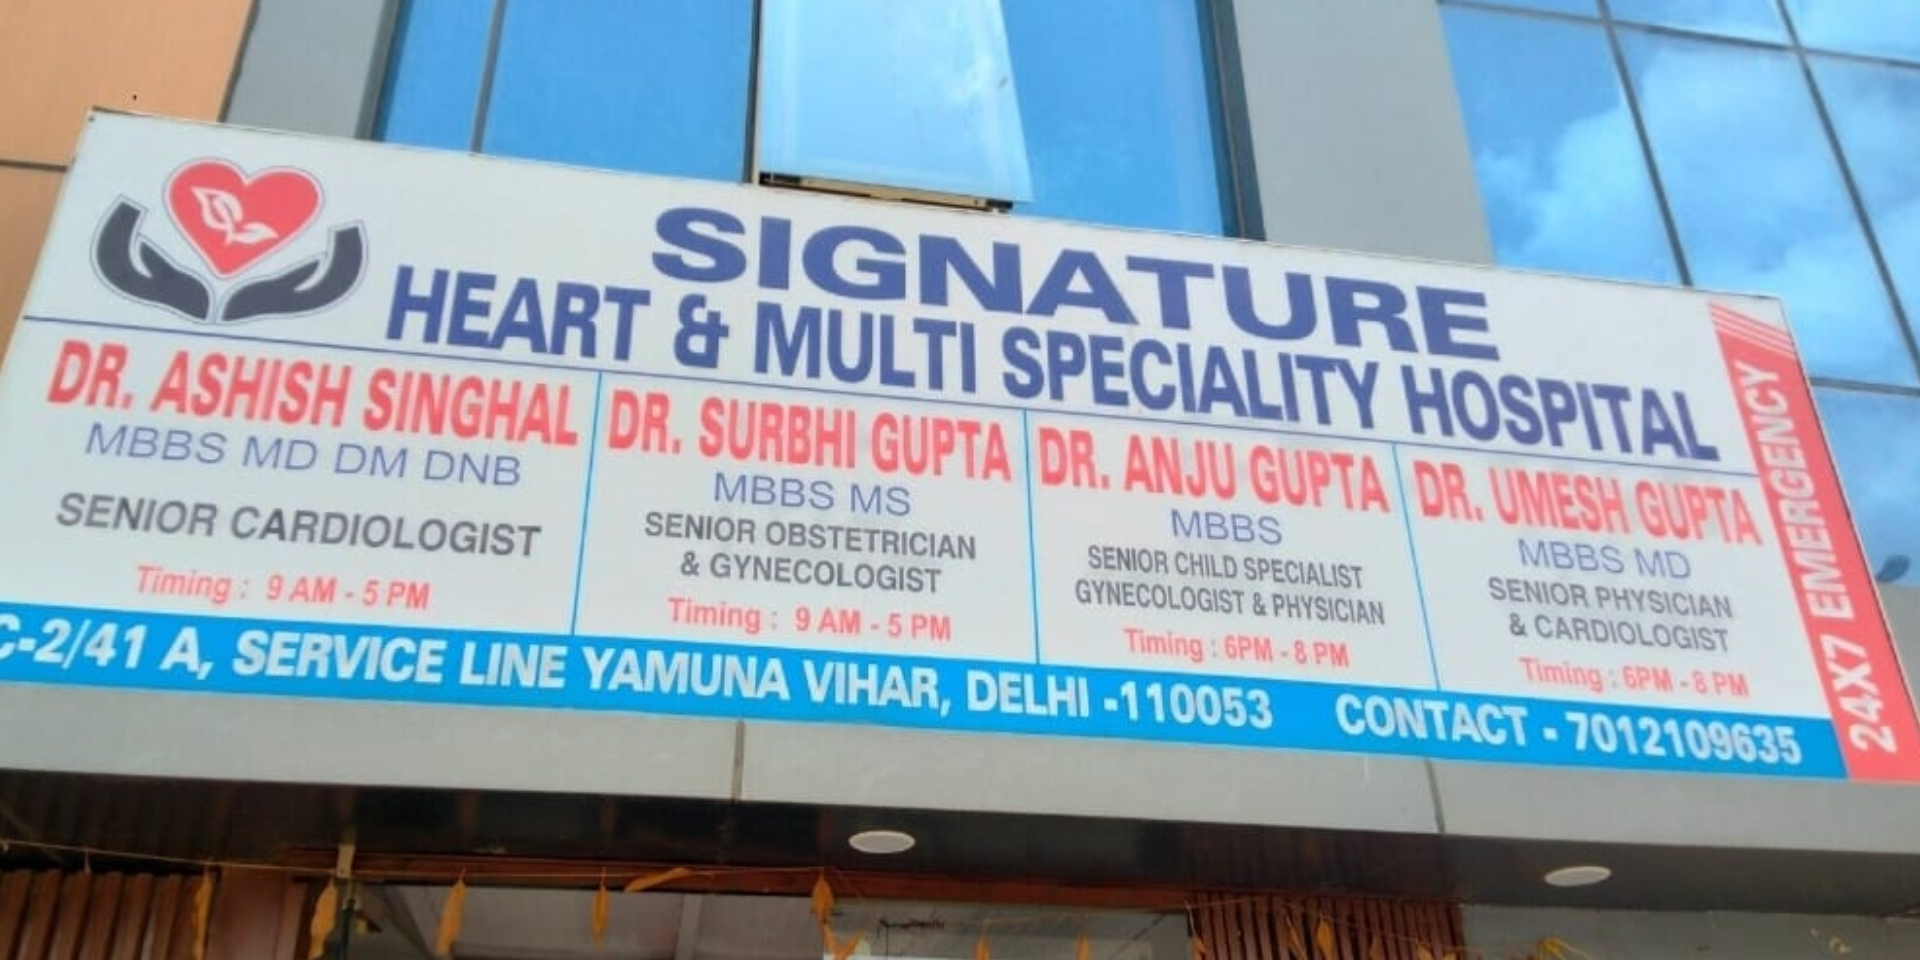 SIGNATURE
HEART & MULTI SPECIALITY HOSPITAL
DR. ASHISH SINGHAL
MBBS MD DM DNB
SENIOR CARDIOLOGIST
Timing : 9 AM - 5 PM
DR. SURBHI GUPTA
MBBS MS
SENIOR OBSTETRICIAN
& GYNECOLOGIST
Timing : 9 AM - 5 PM
DR. ANJU GUPTA
MBBS
SENIOR CHILD SPECIALIST
GYNECOLOGIST & PHYSICIAN
Timing : 6PM - 8 PM
DR. UMESH GUPTA
MBBS MD
SENIOR PHYSICIAN
& CARDIOLOGIST
Timing : 6PM - 8 PM
24X7 EMERGENCY
C-2/41 A, SERVICE LINE YAMUNA VIHAR, DELHI -110053 CONTACT - 7012109635